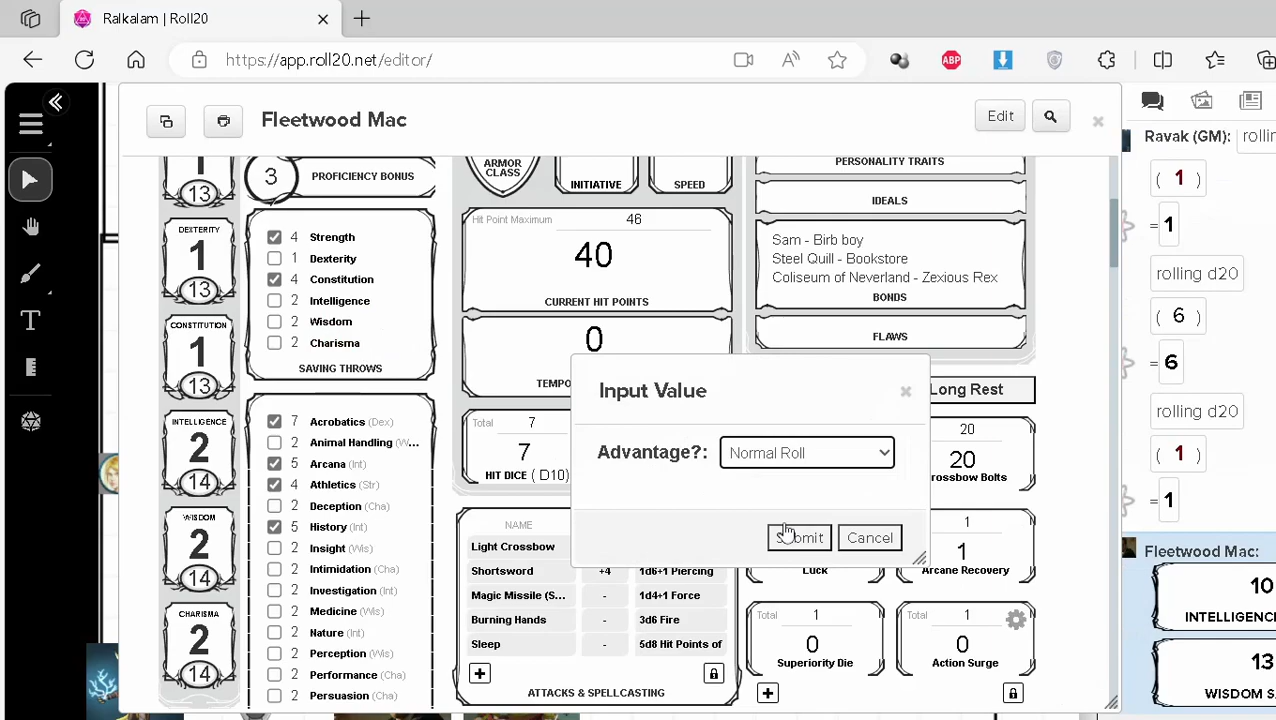 Ralkalam | Roll20
https://app.roll20.net/editor/
ABP
Fleetwood Mac
Edit
1
13
3
PROFICIENCY BONUS
DEXTERITY
1
13
CONSTITUTION
1
13
INTELLIGENCE
2
14
WISDOM
2
14
CHARISMA
2
14
4 Strength
1 Dexterity
4 Constitution
2 Intelligence
2 Wisdom
2 Charisma
SAVING THROWS
7 Acrobatics (Dex)
2 Animal Handling (W...
5 Arcana (Int)
4 Athletics (Str)
2 Deception (Cha)
5 History (Int)
2 Insight (Wis)
2 Intimidation (Cha)
2 Investigation (Int)
2 Medicine (Wis)
2 Nature (Int)
2 Perception (Wis)
2 Performance (Cha)
2 Persuasion (Cha)
ARMOR
CLASS
INITIATIVE
SPEED
Hit Point Maximum 46
40
CURRENT HIT POINTS
0
TEMPO
Total 7
7
HIT DICE ( D10)
NAME
Light Crossbow
Shortsword +4 1d6+1 Piercing
Magic Missile (S... - 1d4+1 Force
Burning Hands - 3d6 Fire
Sleep - 5d8 Hit Points of
ATTACKS & SPELLCASTING
PERSONALITY TRAITS
IDEALS
Sam - Birb boy
Steel Quill - Bookstore
Coliseum of Neverland - Zexious Rex
BONDS
FLAWS
Long Rest
20
20
rossbow Bolts
Luck
1
1
Arcane Recovery
Total 1
0
Superiority Die
Total 1
0
Action Surge
Input Value
Advantage?: Normal Roll
Submit Cancel
Ravak (GM): rolling
( 1 )
= 1
rolling d20
( 6 )
= 6
rolling d20
( 1 )
= 1
Fleetwood Mac:
10
INTELLIGENC
13
WISDOM S